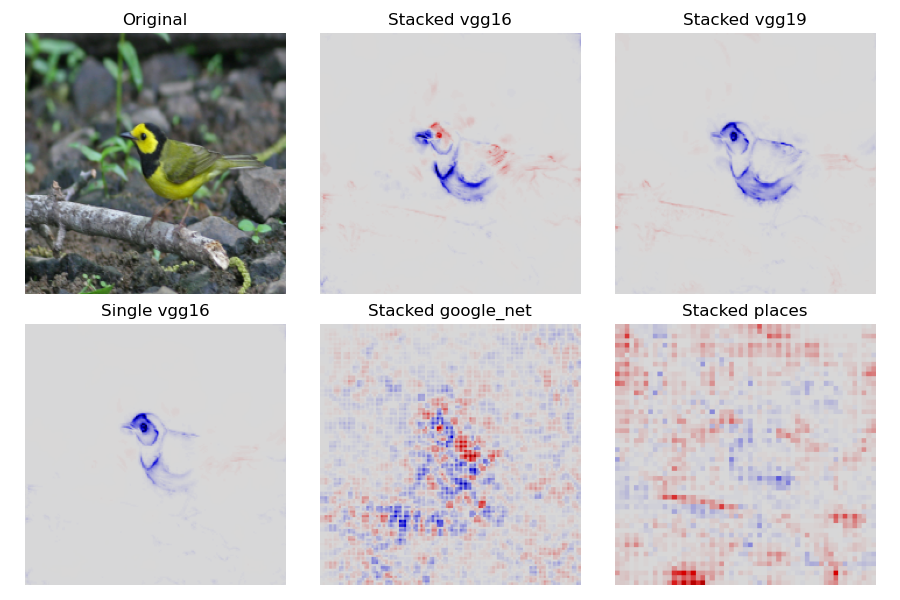 Original
Stacked vgg16
Stacked vgg19
Single vgg16
Stacked google_net
Stacked places